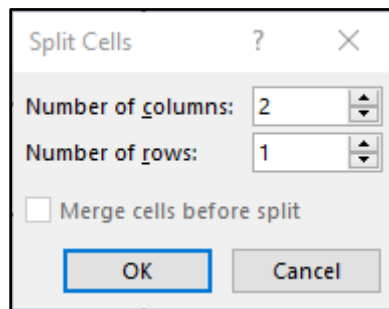 Split Cells ? ×
Number of columns: 2
Number of rows: 1
Merge cells before split
OK Cancel